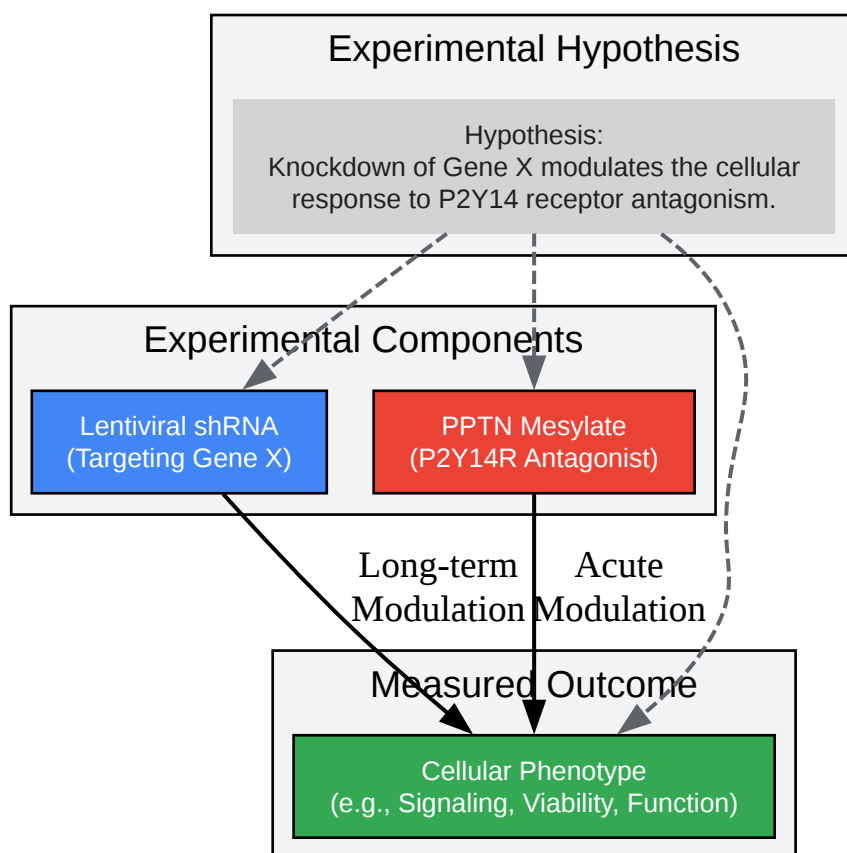 Experimental Hypothesis
Hypothesis:
Knockdown of Gene X modulates the cellular
response to P2Y14 receptor antagonism.
Experimental Components
Lentiviral shRNA
(Targeting Gene X)
PPTN Mesylate
(P2Y14R Antagonist)
Long-term
Modulation
Acute
Modulation
Measured Outcome
Cellular Phenotype
(e.g., Signaling, Viability, Function)